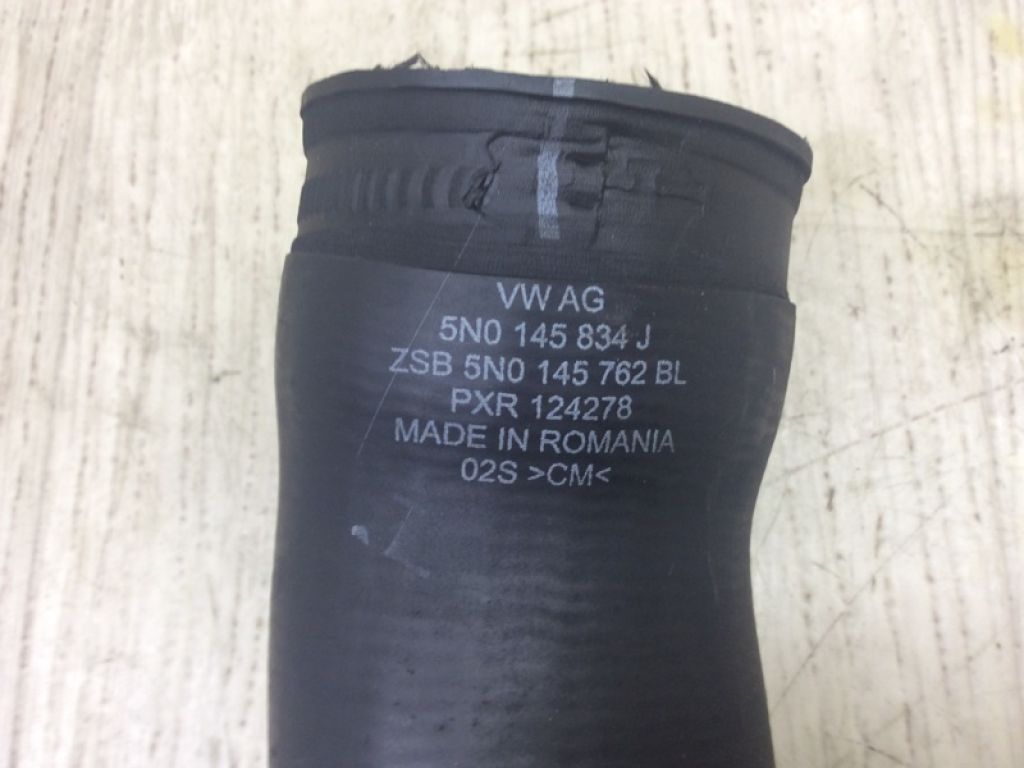 VW AG
5N0 145 834 J
ZSB 5N0 145 762 BL
PXR 124278
MADE IN ROMANIA
02S >CM<